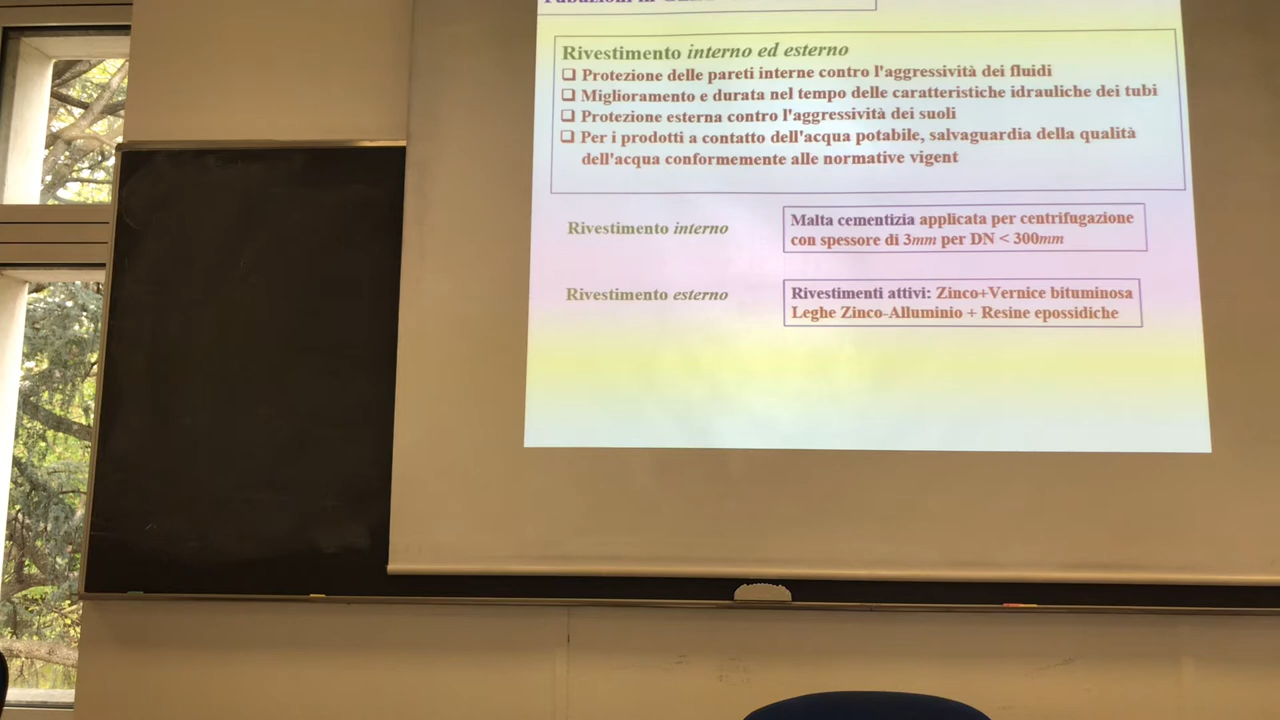 Rivestimento interno ed esterno
❑ Protezione delle pareti interne contro l'aggressività dei fluidi
❑ Miglioramento e durata nel tempo delle caratteristiche idrauliche dei tubi
❑ Protezione esterna contro l'aggressività dei suoli
❑ Per i prodotti a contatto dell'acqua potabile, salvaguardia della qualità
dell'acqua conformemente alle normative vigent
Rivestimento interno
Malta cementizia applicata per centrifugazione
con spessore di 3mm per DN < 300mm
Rivestimento esterno
Rivestimenti attivi: Zinco+Vernice bituminosa
Leghe Zinco-Alluminio + Resine epossidiche